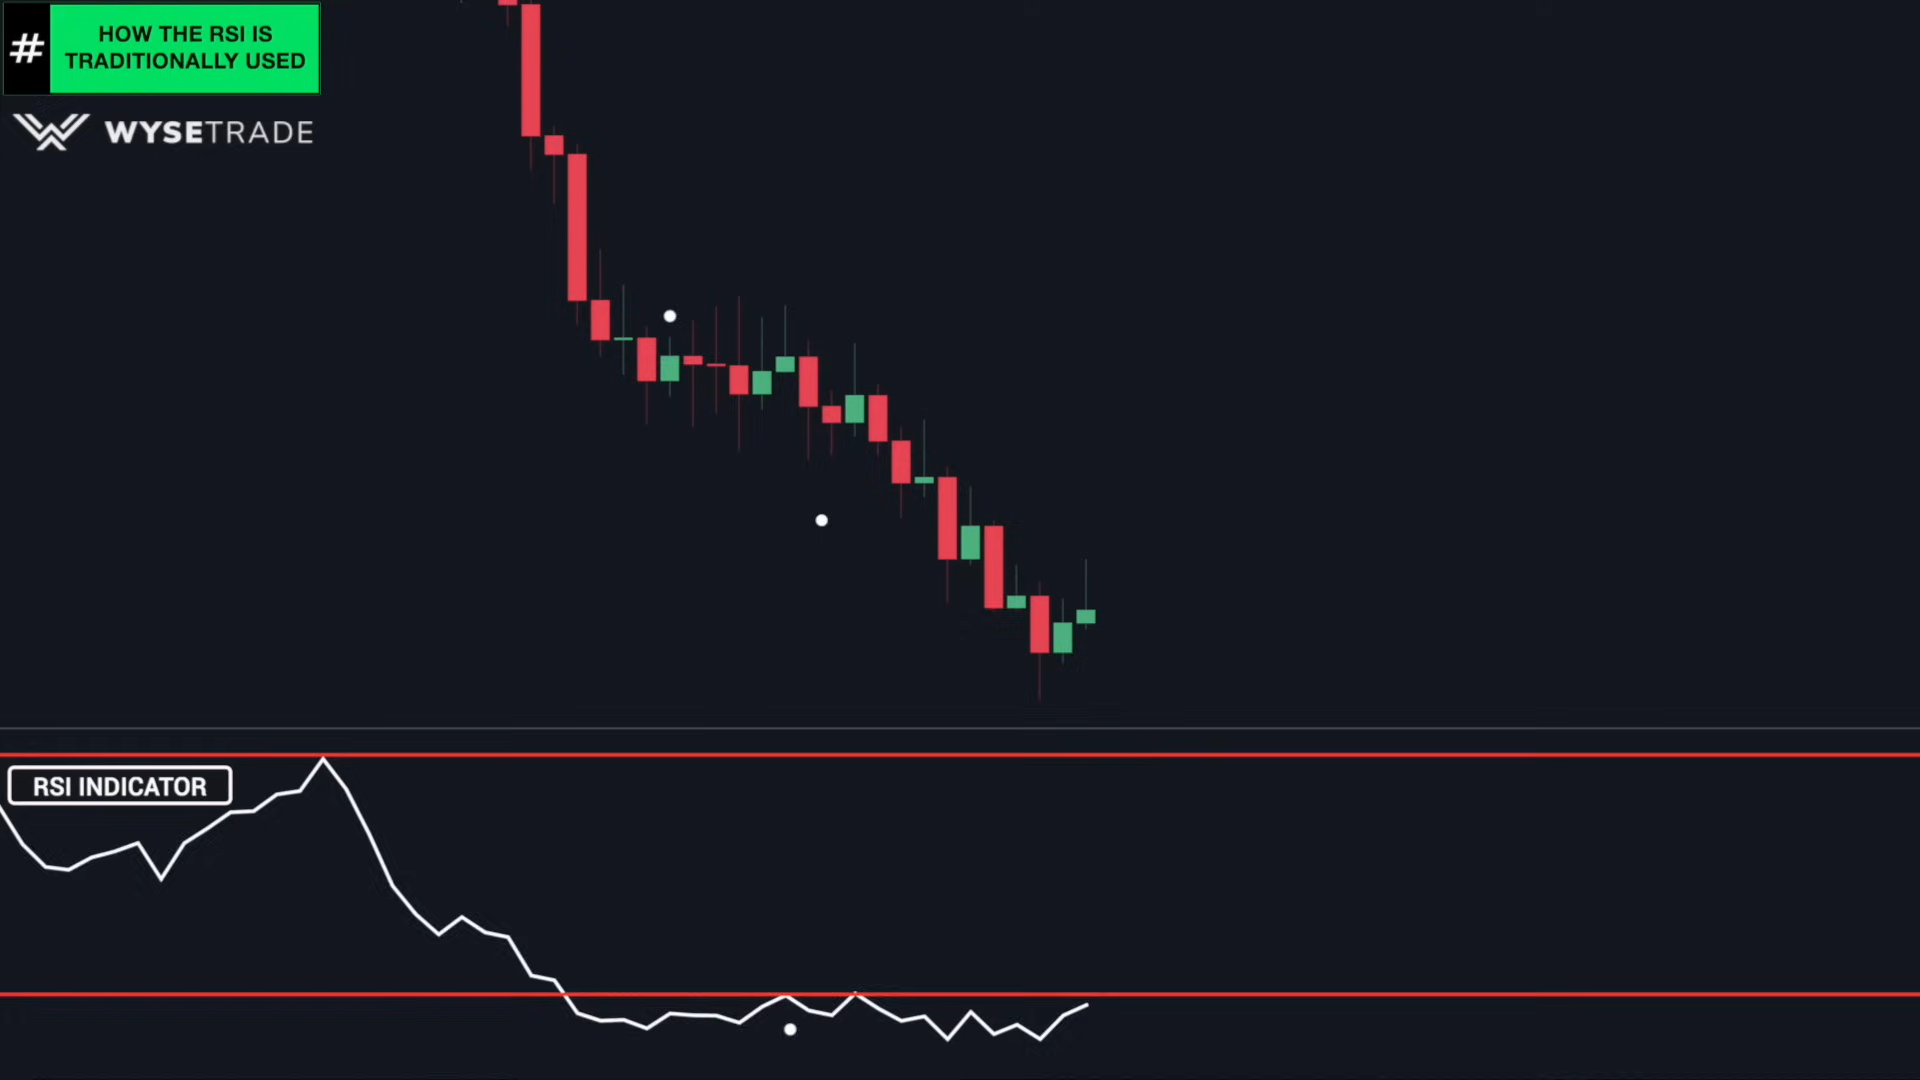 #
HOW THE RSI IS
TRADITIONALLY USED
WYSETRADE
RSI INDICATOR